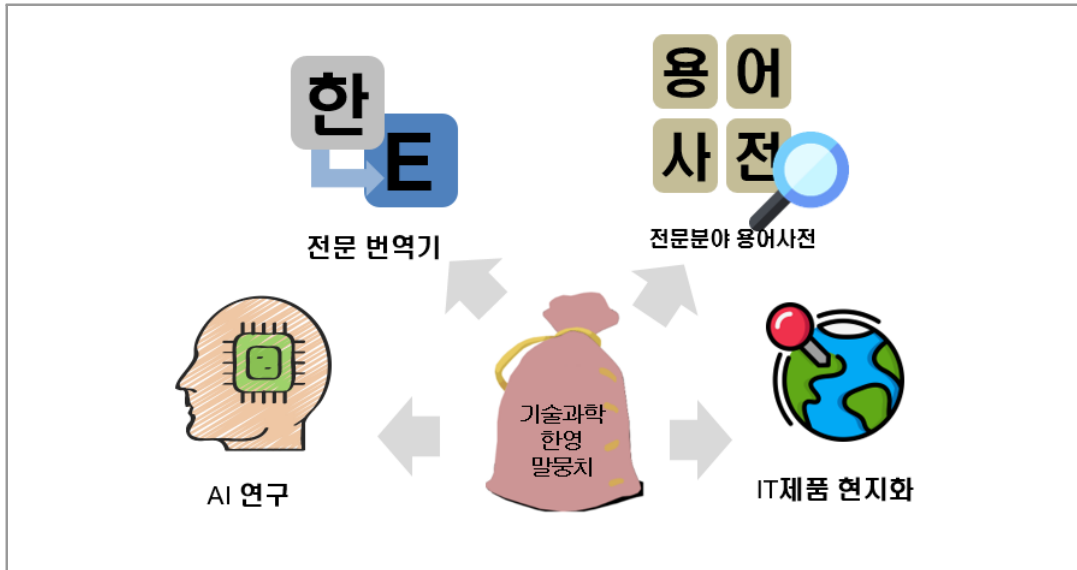 한
E
용어
사전
전문 번역기
전문분야 용어사전
기술과학
한영
말뭉치
AI 연구
IT제품 현지화